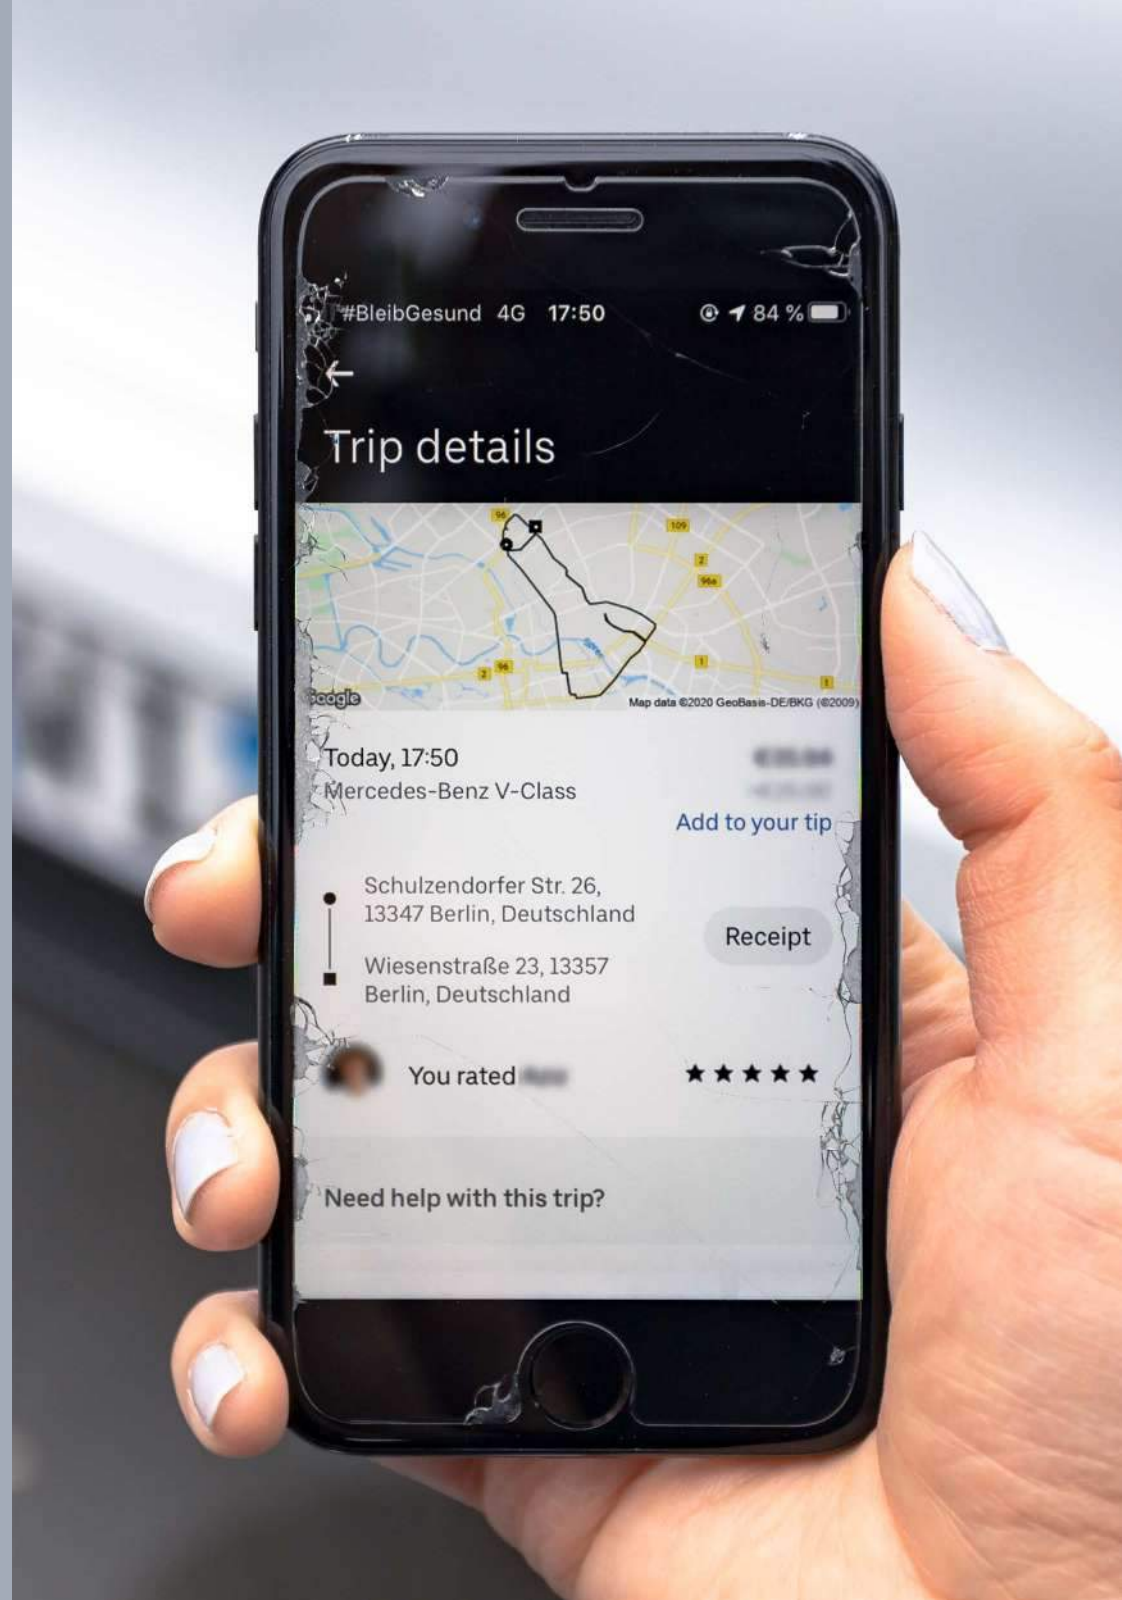 #BleibGesund 4G 17:50 84 %
Trip details
96
109
2
96a
96
2
1
1
Google
Map data ©2020 GeoBasis-DE/BKG (©2009)
Today, 17:50
Mercedes-Benz V-Class
Add to your tip
Schulzendorfer Str. 26,
13347 Berlin, Deutschland
Receipt
Wiesenstraße 23, 13357
Berlin, Deutschland
You rated
Need help with this trip?